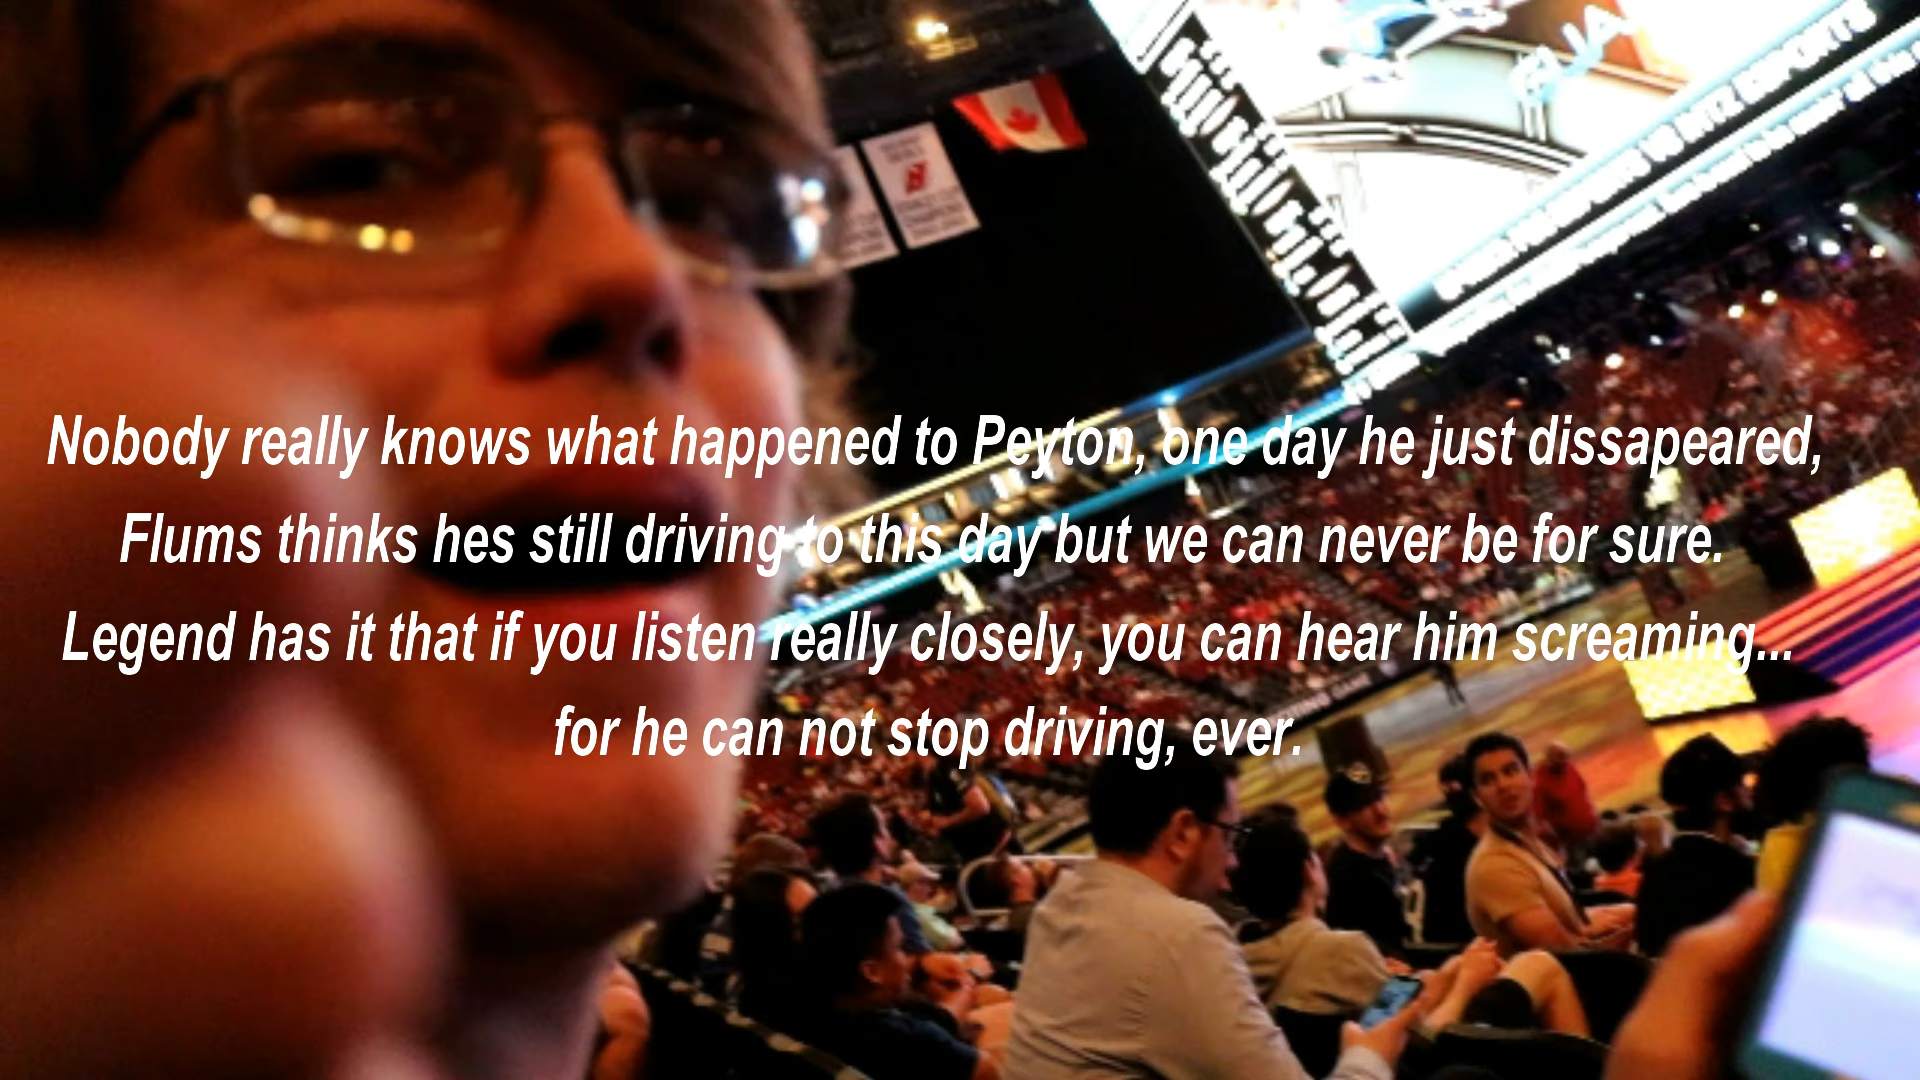 Nobody really knows what happened to Peyton, one day he just dissapeared,
Flums thinks hes still driving to this day but we can never be for sure.
Legend has it that if you listen really closely, you can hear him screaming...
for he can not stop driving, ever.